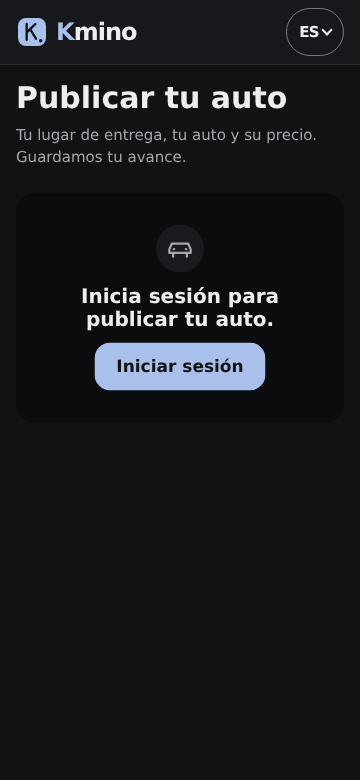 K. Kmino
ES
Publicar tu auto
Tu lugar de entrega, tu auto y su precio.
Guardamos tu avance.
Inicia sesión para
publicar tu auto.
Iniciar sesión